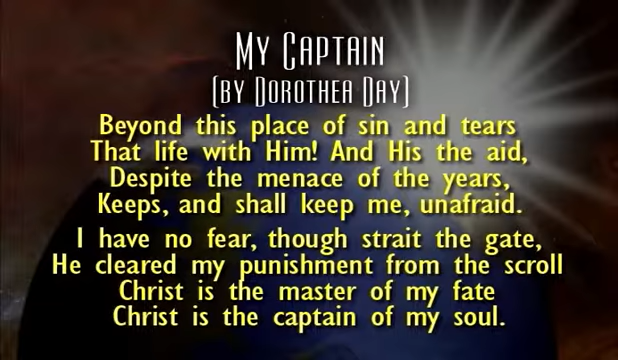 My Captain
(by Dorothea Day)
Beyond this place of sin and tears
That life with Him! And His the aid,
Despite the menace of the years,
Keeps, and shall keep me, unafraid.
I have no fear, though strait the gate,
He cleared my punishment from the scroll
Christ is the master of my fate
Christ is the captain of my soul.